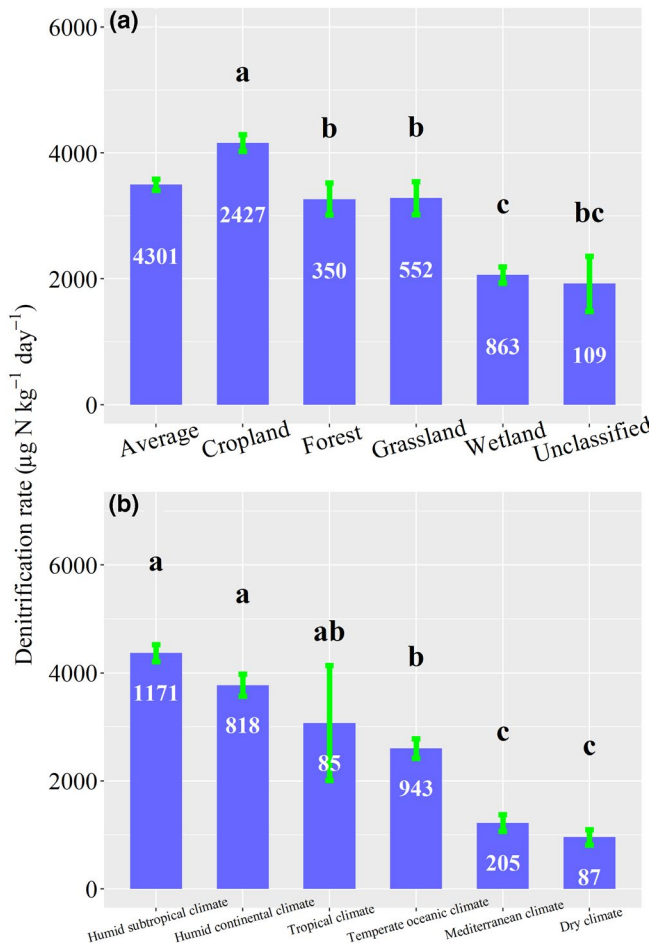 Denitrification rate (µg N kg⁻¹ day⁻¹)
(a)
6000
4000
2000
0
a
b
b
c
bc
4301
2427
350
552
863
109
Average
Cropland
Forest
Grassland
Wetland
Unclassified
(b)
6000
4000
2000
0
a
a
ab
b
c
c
1171
818
85
943
205
87
Humid subtropical climate
Humid continental climate
Tropical climate
Temperate oceanic climate
Mediterranean climate
Dry climate